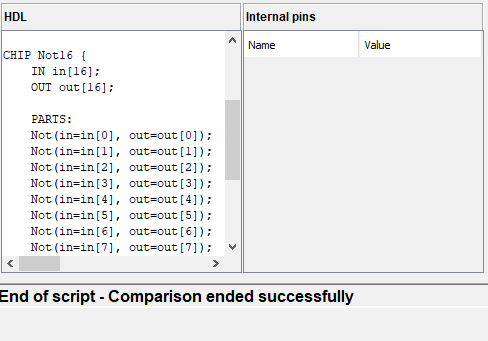 HDL
Internal pins
Name Value
CHIP Not16 {
IN in[16];
OUT out[16];
PARTS:
Not(in=in[0], out=out[0]);
Not(in=in[1], out=out[1]);
Not(in=in[2], out=out[2]);
Not(in=in[3], out=out[3]);
Not(in=in[4], out=out[4]);
Not(in=in[5], out=out[5]);
Not(in=in[6], out=out[6]);
Not(in=in[7], out=out[7]);
End of script - Comparison ended successfully